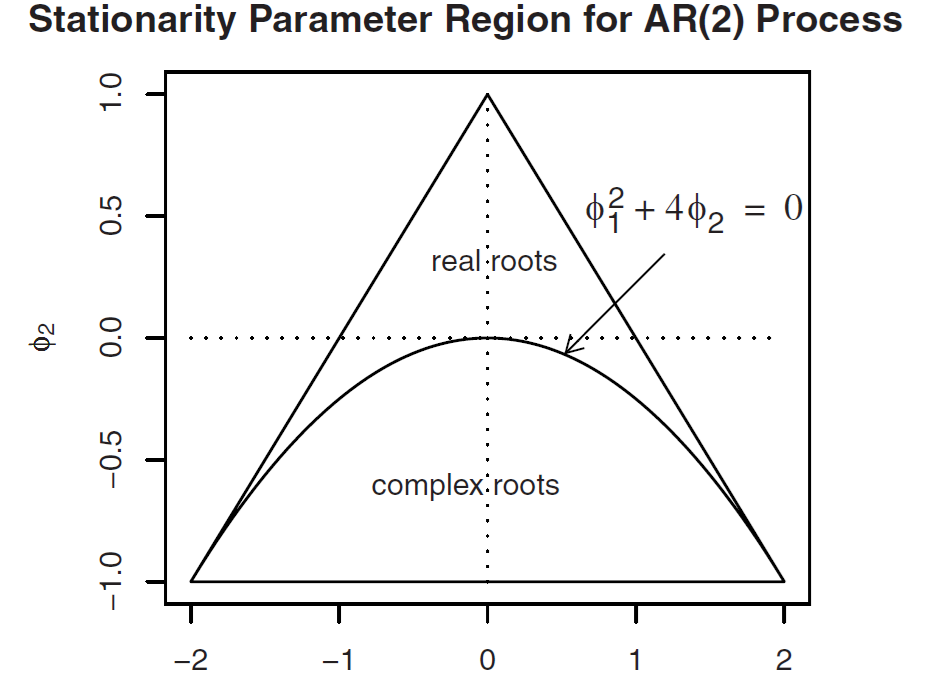 Stationarity Parameter Region for AR(2) Process
1.0
0.5
0.0
−0.5
−1.0
ϕ2
ϕ₁² + 4ϕ₂ = 0
real roots
complex roots
−2 −1 0 1 2